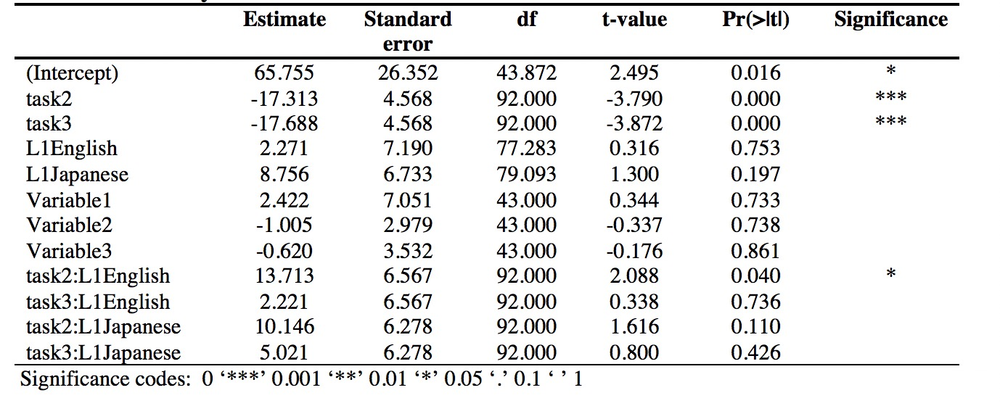 Estimate Standard error df t-value Pr(>|t|) Significance
(Intercept) 65.755 26.352 43.872 2.495 0.016 *
task2 -17.313 4.568 92.000 -3.790 0.000 ***
task3 -17.688 4.568 92.000 -3.872 0.000 ***
L1English 2.271 7.190 77.283 0.316 0.753
L1Japanese 8.756 6.733 79.093 1.300 0.197
Variable1 2.422 7.051 43.000 0.344 0.733
Variable2 -1.005 2.979 43.000 -0.337 0.738
Variable3 -0.620 3.532 43.000 -0.176 0.861
task2:L1English 13.713 6.567 92.000 2.088 0.040 *
task3:L1English 2.221 6.567 92.000 0.338 0.736
task2:L1Japanese 10.146 6.278 92.000 1.616 0.110
task3:L1Japanese 5.021 6.278 92.000 0.800 0.426
Significance codes: 0 ‘***’ 0.001 ‘**’ 0.01 ‘*’ 0.05 ‘.’ 0.1 ‘ ’ 1